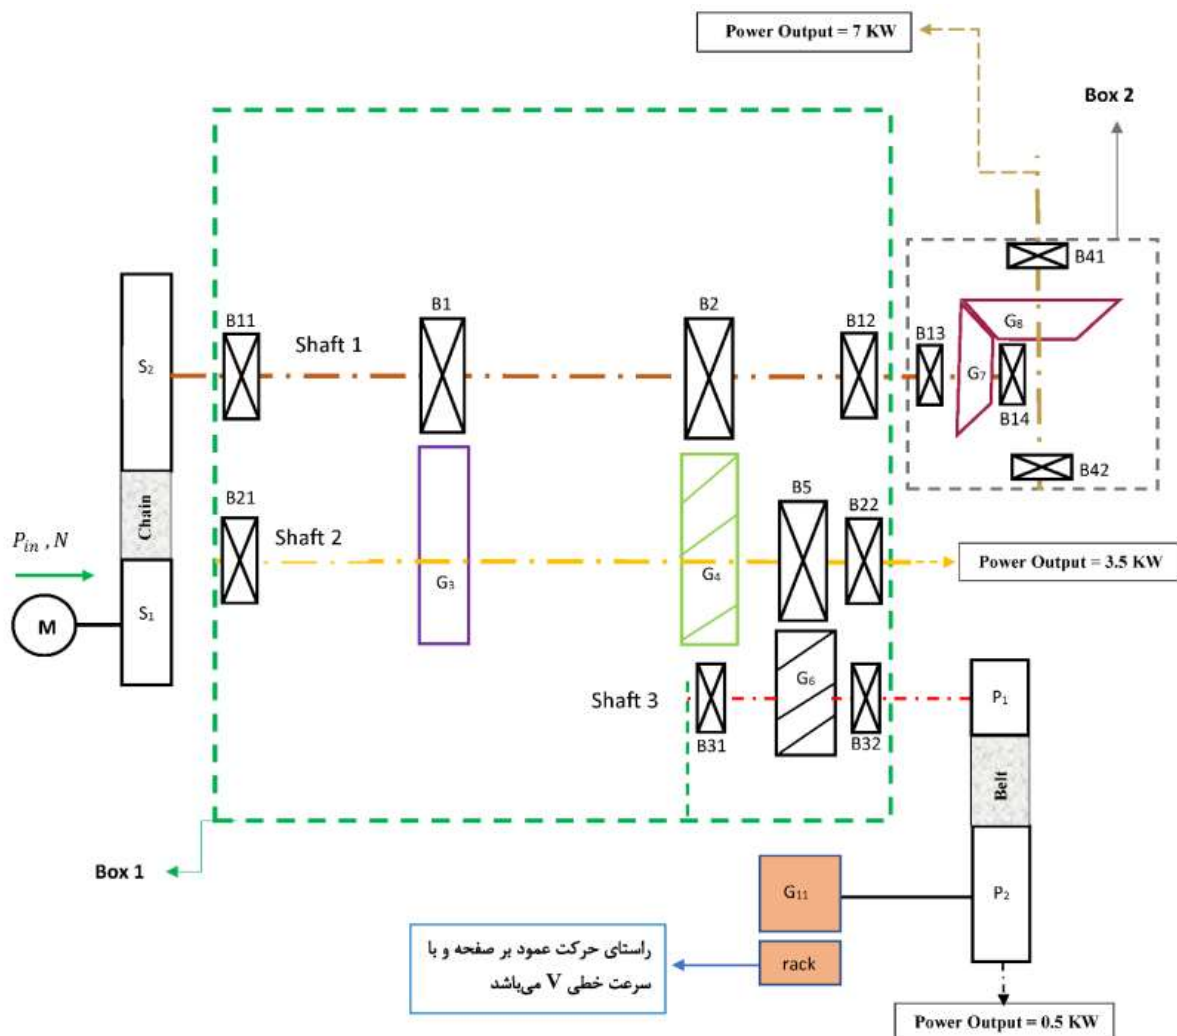 Power Output = 7 KW
Box 2
B41
G8
B13
G7
B14
B42
B1
B2
B11
Shaft 1
B12
S2
Chain
B21
Shaft 2
B5
B22
G3
G4
Power Output = 3.5 KW
Pin , N
M
S1
Shaft 3
G6
B31
B32
P1
Belt
Box 1
G11
P2
rack
راستای حرکت عمود بر صفحه و با
سرعت خطی V می‌باشد
Power Output = 0.5 KW